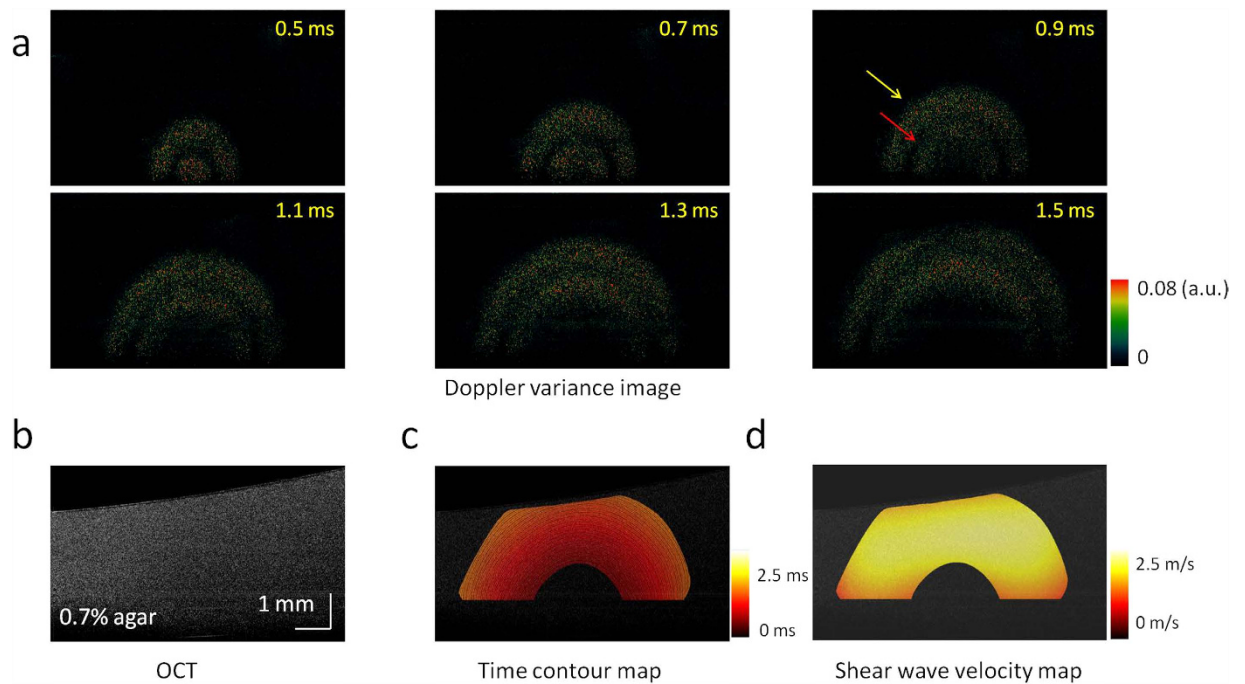 a
0.5 ms
0.7 ms
0.9 ms
1.1 ms
1.3 ms
1.5 ms
0.08 (a.u.)
0
Doppler variance image
b
c
d
0.7% agar
1 mm
2.5 ms
0 ms
2.5 m/s
0 m/s
OCT
Time contour map
Shear wave velocity map